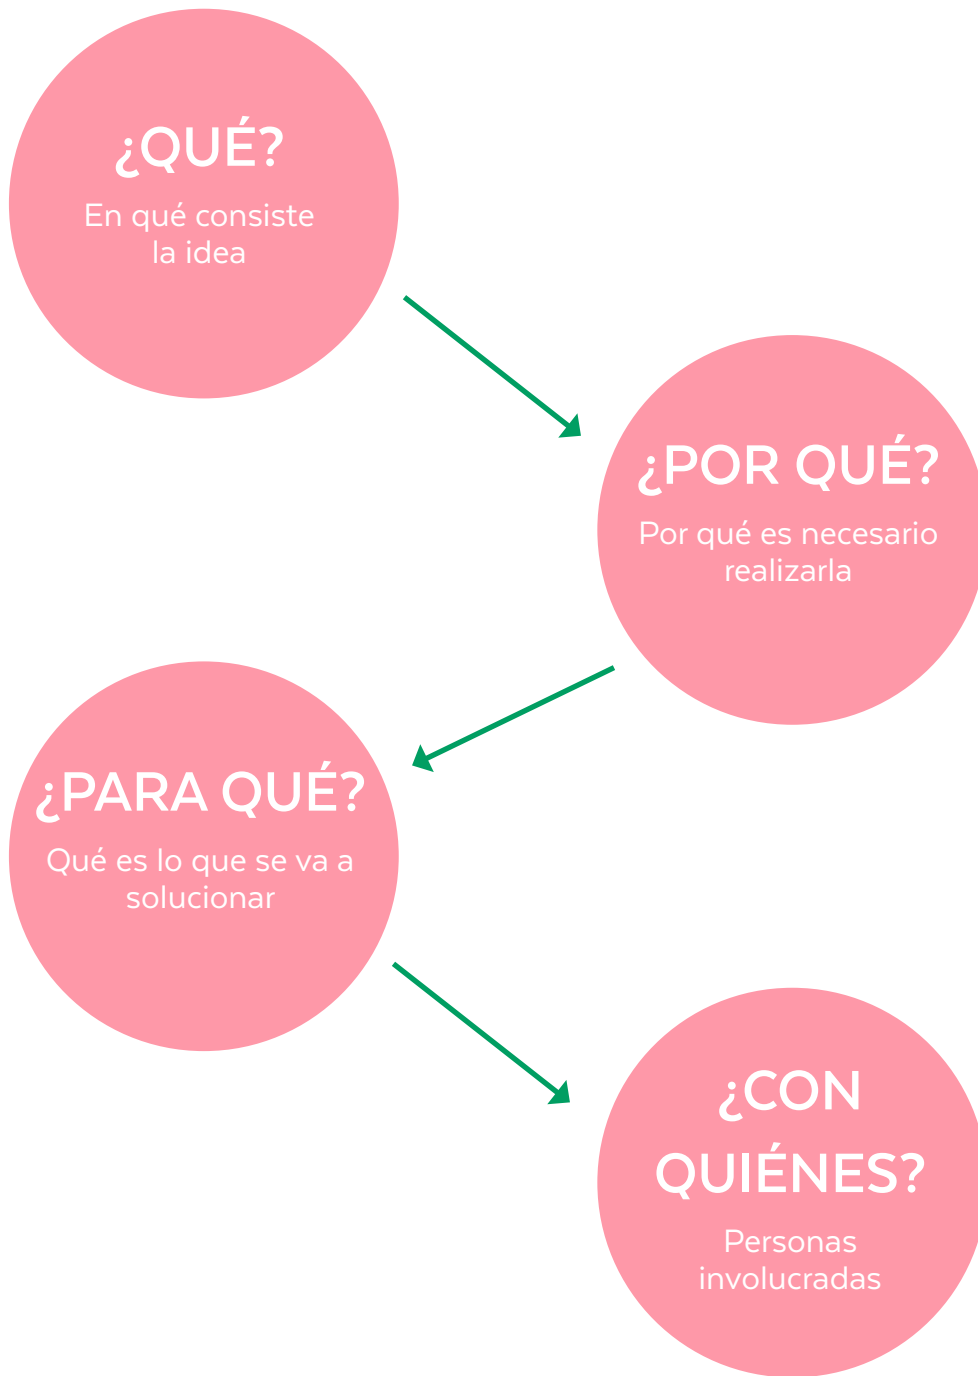 ¿QUÉ?
En qué consiste
la idea
¿POR QUÉ?
Por qué es necesario
realizarla
¿PARA QUÉ?
Qué es lo que se va a
solucionar
¿CON
QUIÉNES?
Personas
involucradas